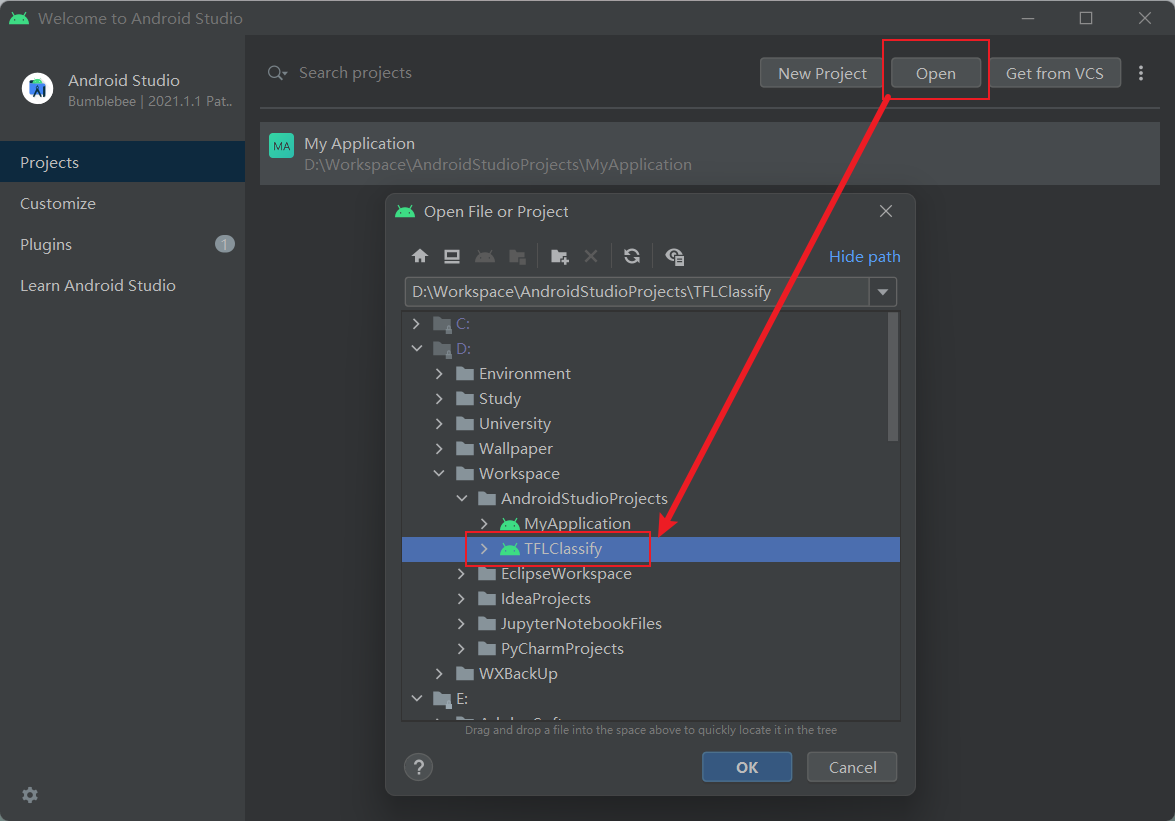 Welcome to Android Studio
Android Studio
Bumblebee | 2021.1.1 Pat..
Search projects
New Project
Open
Get from VCS
MA
My Application
D:\Workspace\AndroidStudioProjects\MyApplication
Projects
Customize
Plugins
1
Learn Android Studio
Open File or Project
Hide path
D:\Workspace\AndroidStudioProjects\TFLClassify
C:
D:
Environment
Study
University
Wallpaper
Workspace
AndroidStudioProjects
MyApplication
TFLClassify
EclipseWorkspace
IdeaProjects
JupyterNotebookFiles
PyCharmProjects
WXBackUp
E:
Drag and drop a file into the space above to quickly locate it in the tree
?
OK
Cancel